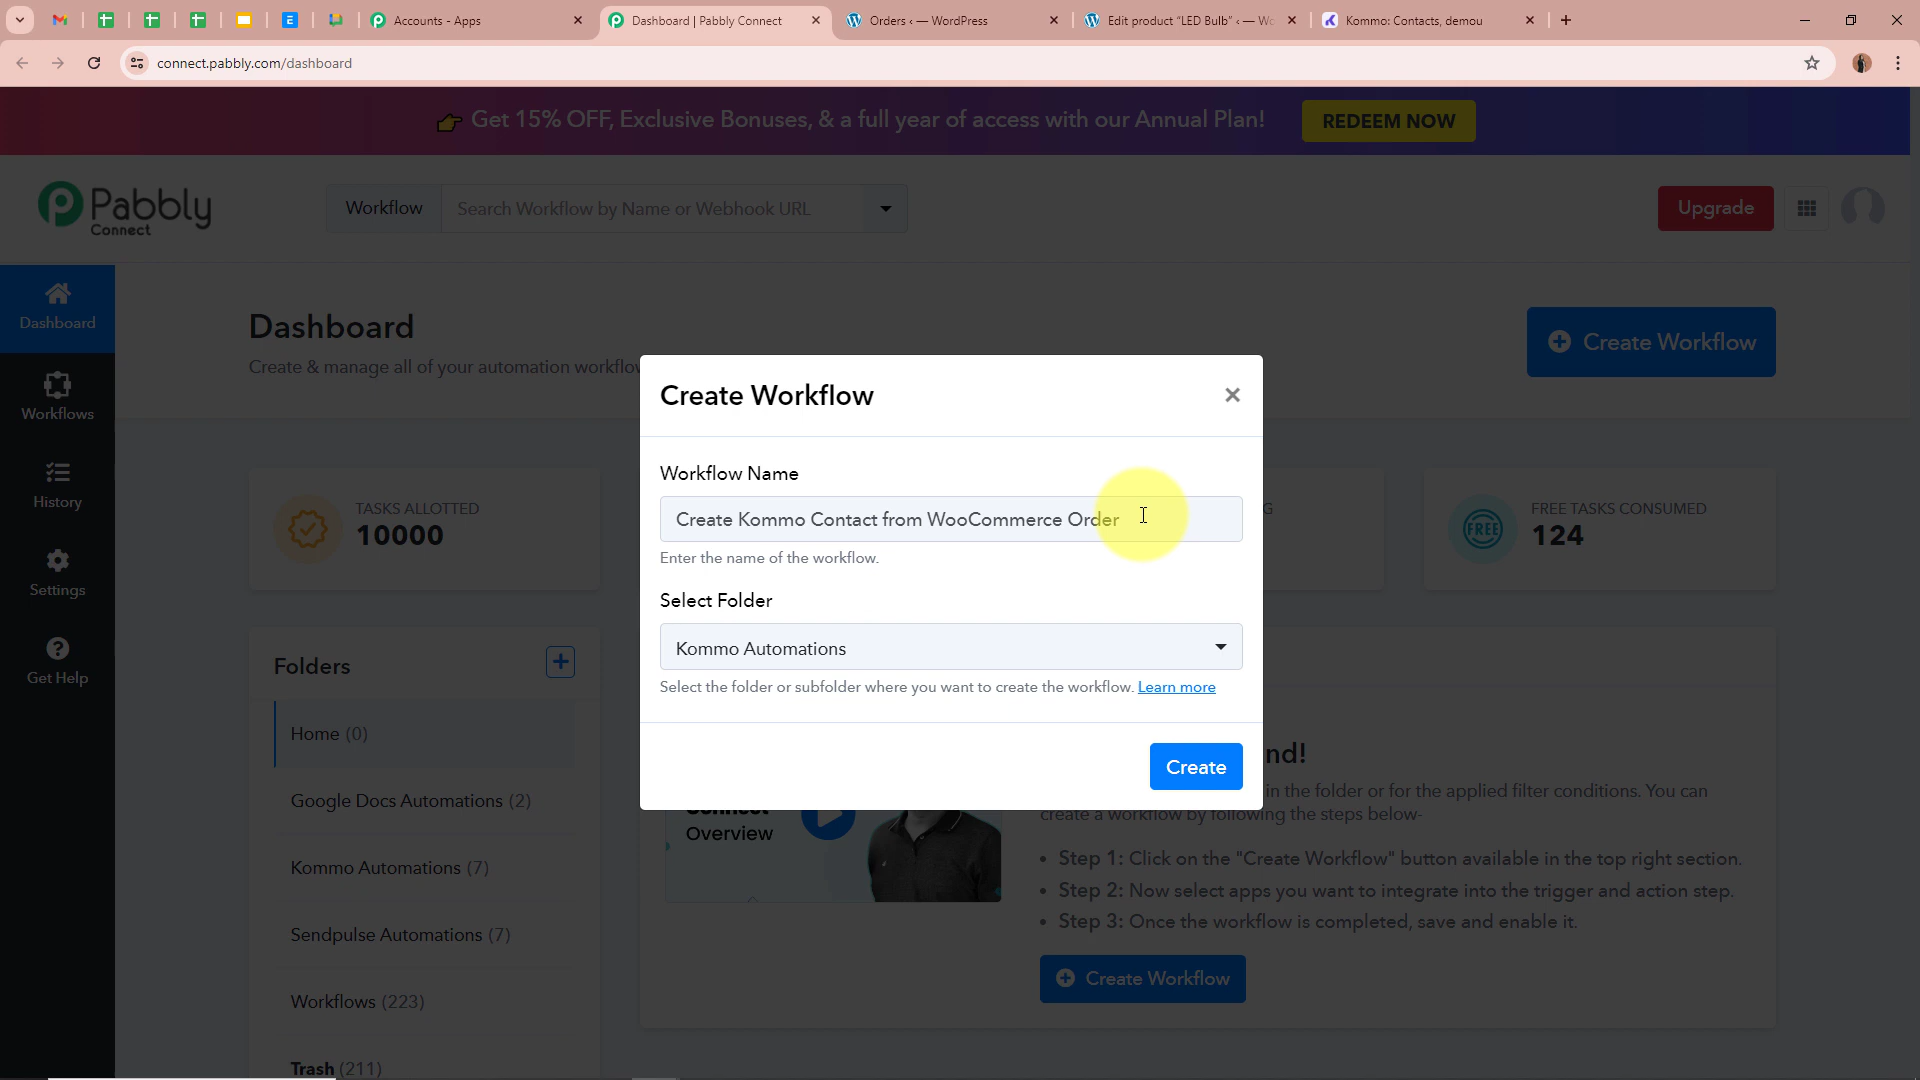 Accounts - Apps
Dashboard | Pabbly Connect
Orders ‹ — WordPress
Edit product “LED Bulb” ‹ — Wo
Kommo: Contacts, demou
connect.pabbly.com/dashboard
Get 15% OFF, Exclusive Bonuses, & a full year of access with our Annual Plan!
REDEEM NOW
Pabbly
Connect
Workflow
Search Workflow by Name or Webhook URL
Upgrade
Dashboard
Workflows
History
Settings
Get Help
Dashboard
Create & manage all of your automation workflow
Create Workflow
TASKS ALLOTTED
10000
G
FREE TASKS CONSUMED
124
FREE
Create Workflow
Workflow Name
Create Kommo Contact from WooCommerce Order
Enter the name of the workflow.
Select Folder
Kommo Automations
Select the folder or subfolder where you want to create the workflow. Learn more
Create
Folders
Home (0)
Google Docs Automations (2)
Kommo Automations (7)
Sendpulse Automations (7)
Workflows (223)
Trash (211)
Connect
Overview
nd!
in the folder or for the applied filter conditions. You can
create a workflow by following the steps below-
• Step 1: Click on the "Create Workflow" button available in the top right section.
• Step 2: Now select apps you want to integrate into the trigger and action step.
• Step 3: Once the workflow is completed, save and enable it.
Create Workflow